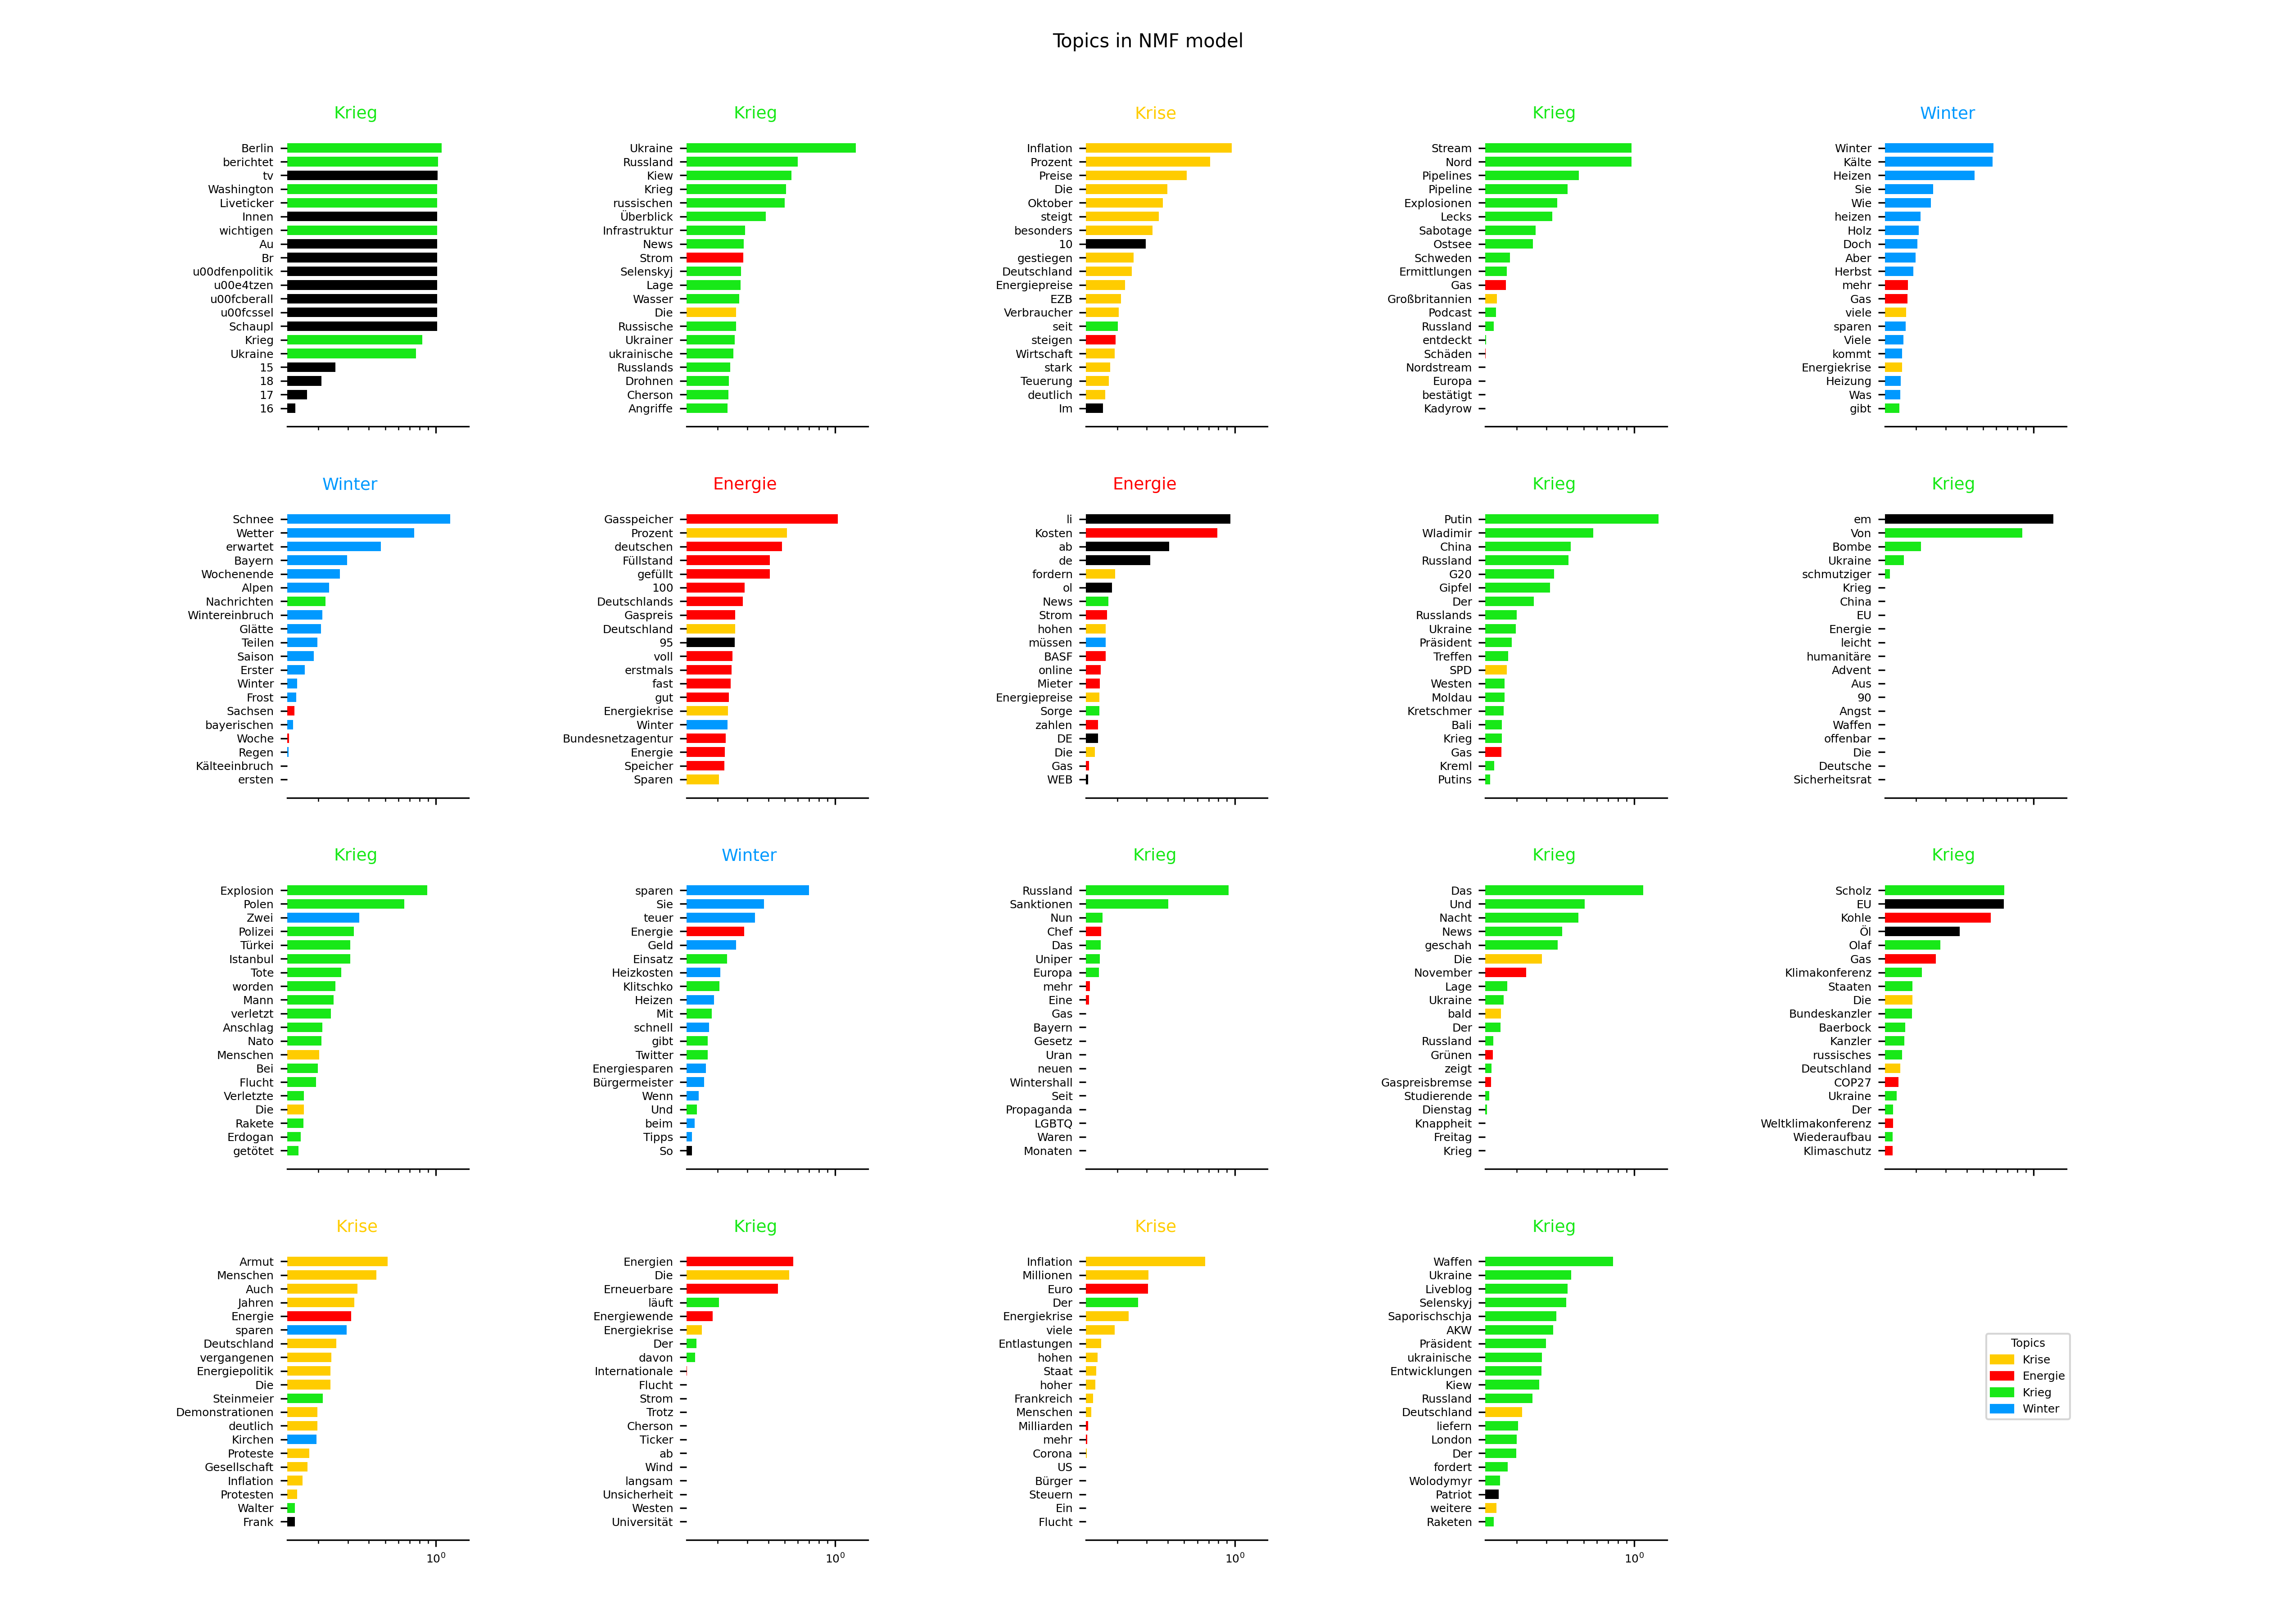 Topics in NMF model
Krieg
Berlin
berichtet
tv
Washington
Liveticker
Innen
wichtigen
Au
Br
u00dfenpolitik
u00e4tzen
u00fcberall
u00fcssel
Schaupl
Krieg
Ukraine
15
18
17
16
Krieg
Ukraine
Russland
Kiew
Krieg
russischen
Überblick
Infrastruktur
News
Strom
Selenskyj
Lage
Wasser
Die
Russische
Ukrainer
ukrainische
Russlands
Drohnen
Cherson
Angriffe
Krise
Inflation
Prozent
Preise
Die
Oktober
steigt
besonders
10
gestiegen
Deutschland
Energiepreise
EZB
Verbraucher
seit
steigen
Wirtschaft
stark
Teuerung
deutlich
Im
Krieg
Stream
Nord
Pipelines
Pipeline
Explosionen
Lecks
Sabotage
Ostsee
Schweden
Ermittlungen
Gas
Großbritannien
Podcast
Russland
entdeckt
Schäden
Nordstream
Europa
bestätigt
Kadyrow
Winter
Winter
Kälte
Heizen
Sie
Wie
heizen
Holz
Doch
Aber
Herbst
mehr
Gas
viele
sparen
Viele
kommt
Energiekrise
Heizung
Was
gibt
Winter
Schnee
Wetter
erwartet
Bayern
Wochenende
Alpen
Nachrichten
Wintereinbruch
Glätte
Teilen
Saison
Erster
Winter
Frost
Sachsen
bayerischen
Woche
Regen
Kälteeinbruch
ersten
Energie
Gasspeicher
Prozent
deutschen
Füllstand
gefüllt
100
Deutschlands
Gaspreis
Deutschland
95
voll
erstmals
fast
gut
Energiekrise
Winter
Bundesnetzagentur
Energie
Speicher
Sparen
Energie
li
Kosten
ab
de
fordern
ol
News
Strom
hohen
müssen
BASF
online
Mieter
Energiepreise
Sorge
zahlen
DE
Die
Gas
WEB
Krieg
Putin
Wladimir
China
Russland
G20
Gipfel
Der
Russlands
Ukraine
Präsident
Treffen
SPD
Westen
Moldau
Kretschmer
Bali
Krieg
Gas
Kreml
Putins
Krieg
em
Von
Bombe
Ukraine
schmutziger
Krieg
China
EU
Energie
leicht
humanitäre
Advent
Aus
90
Angst
Waffen
offenbar
Die
Deutsche
Sicherheitsrat
Krieg
Explosion
Polen
Zwei
Polizei
Türkei
Istanbul
Tote
worden
Mann
verletzt
Anschlag
Nato
Menschen
Bei
Flucht
Verletzte
Die
Rakete
Erdogan
getötet
Winter
sparen
Sie
teuer
Energie
Geld
Einsatz
Heizkosten
Klitschko
Heizen
Mit
schnell
gibt
Twitter
Energiesparen
Bürgermeister
Wenn
Und
beim
Tipps
So
Krieg
Russland
Sanktionen
Nun
Chef
Das
Uniper
Europa
mehr
Eine
Gas
Bayern
Gesetz
Uran
neuen
Wintershall
Seit
Propaganda
LGBTQ
Waren
Monaten
Krieg
Das
Und
Nacht
News
geschah
Die
November
Lage
Ukraine
bald
Der
Russland
Grünen
zeigt
Gaspreisbremse
Studierende
Dienstag
Knappheit
Freitag
Krieg
Krieg
Scholz
EU
Kohle
Öl
Olaf
Gas
Klimakonferenz
Staaten
Die
Bundeskanzler
Baerbock
Kanzler
russisches
Deutschland
COP27
Ukraine
Der
Weltklimakonferenz
Wiederaufbau
Klimaschutz
Krise
Armut
Menschen
Auch
Jahren
Energie
sparen
Deutschland
vergangenen
Energiepolitik
Die
Steinmeier
Demonstrationen
deutlich
Kirchen
Proteste
Gesellschaft
Inflation
Protesten
Walter
Frank
10⁰
Krieg
Energien
Die
Erneuerbare
läuft
Energiewende
Energiekrise
Der
davon
Internationale
Flucht
Strom
Trotz
Cherson
Ticker
ab
Wind
langsam
Unsicherheit
Westen
Universität
10⁰
Krise
Inflation
Millionen
Euro
Der
Energiekrise
viele
Entlastungen
hohen
Staat
hoher
Frankreich
Menschen
Milliarden
mehr
Corona
US
Bürger
Steuern
Ein
Flucht
10⁰
Krieg
Waffen
Ukraine
Liveblog
Selenskyj
Saporischschja
AKW
Präsident
ukrainische
Entwicklungen
Kiew
Russland
Deutschland
liefern
London
Der
fordert
Wolodymyr
Patriot
weitere
Raketen
10⁰
Topics
Krise
Energie
Krieg
Winter